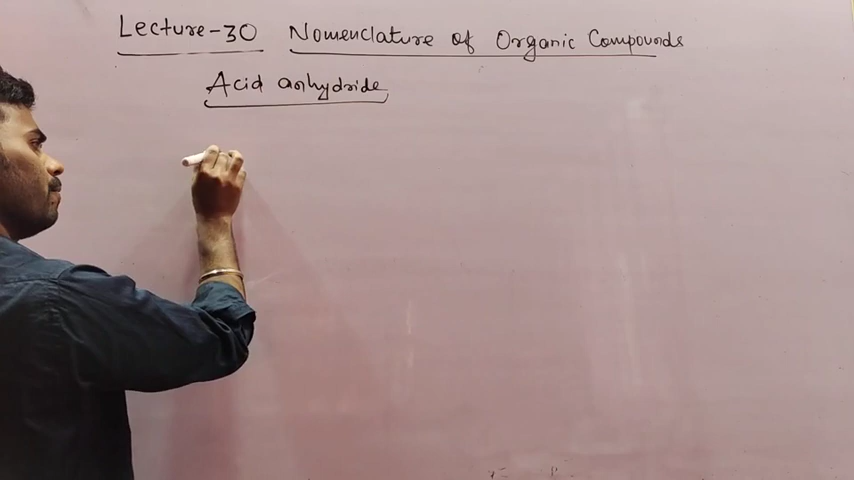 Lecture-30 Nomenclature of Organic Compounds
Acid anhydride